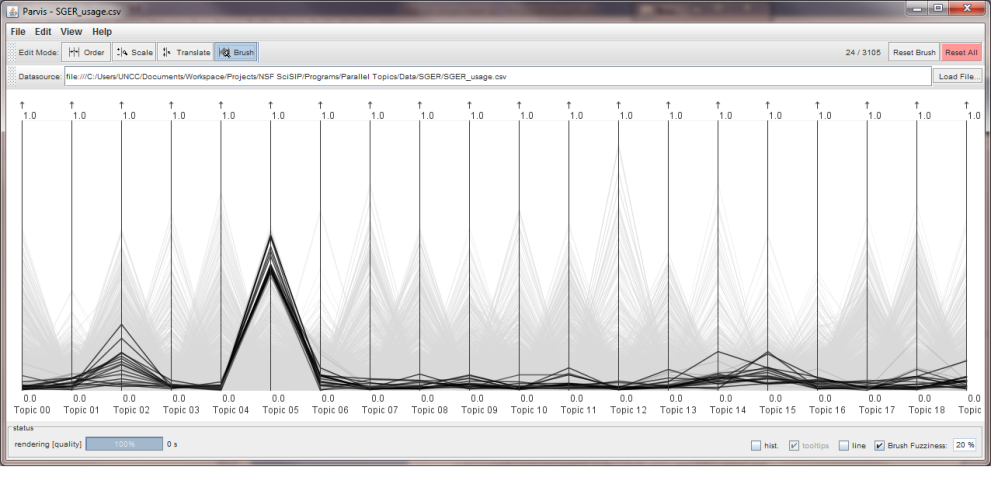 Parvis - SGER_usage.csv
File Edit View Help
Edit Mode: Order Scale Translate Brush 24 / 3105 Reset Brush Reset All
Datasource: file:///C:/Users/UNCC/Documents/Workspace/Projects/NSF SciSIP/Programs/Parallel Topics/Data/SGER/SGER_usage.csv Load File...
1.0 1.0 1.0 1.0 1.0 1.0 1.0 1.0 1.0 1.0 1.0 1.0 1.0 1.0 1.0 1.0 1.0 1.0 1.0 1.0
0.0 0.0 0.0 0.0 0.0 0.0 0.0 0.0 0.0 0.0 0.0 0.0 0.0 0.0 0.0 0.0 0.0 0.0 0.0 0.0
Topic 00 Topic 01 Topic 02 Topic 03 Topic 04 Topic 05 Topic 06 Topic 07 Topic 08 Topic 09 Topic 10 Topic 11 Topic 12 Topic 13 Topic 14 Topic 15 Topic 16 Topic 17 Topic 18 Topic
status
rendering [quality] 100% 0 s hist. tooltips line Brush Fuzziness: 20 %